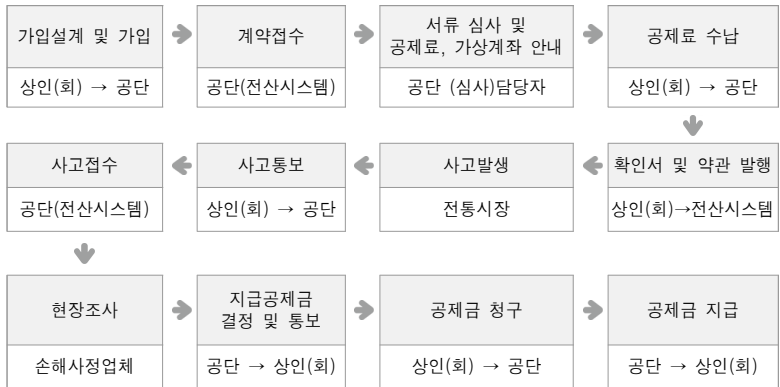 가입설계 및 가입
상인(회) → 공단
계약접수
공단(전산시스템)
서류 심사 및
공제료, 가상계좌 안내
공단 (심사)담당자
공제료 수납
상인(회) → 공단
확인서 및 약관 발행
상인(회)→전산시스템
사고발생
전통시장
사고통보
상인(회) → 공단
사고접수
공단(전산시스템)
현장조사
손해사정업체
지급공제금
결정 및 통보
공단 → 상인(회)
공제금 청구
상인(회) → 공단
공제금 지급
공단 → 상인(회)